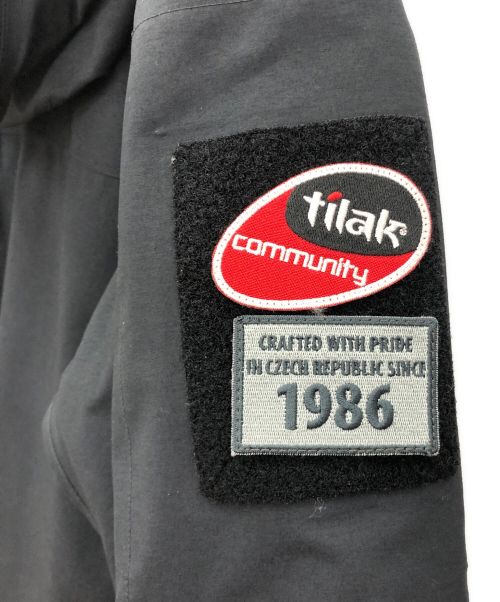 tilak
community
CRAFTED WITH PRIDE
IN CZECH REPUBLIC SINCE
1986